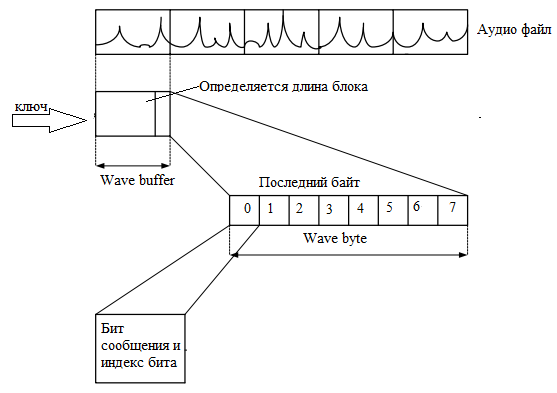 Аудио файл
Определяется длина блока
ключ
Wave buffer
Последний байт
0 1 2 3 4 5 6 7
Wave byte
Бит
сообщения и
индекс бита